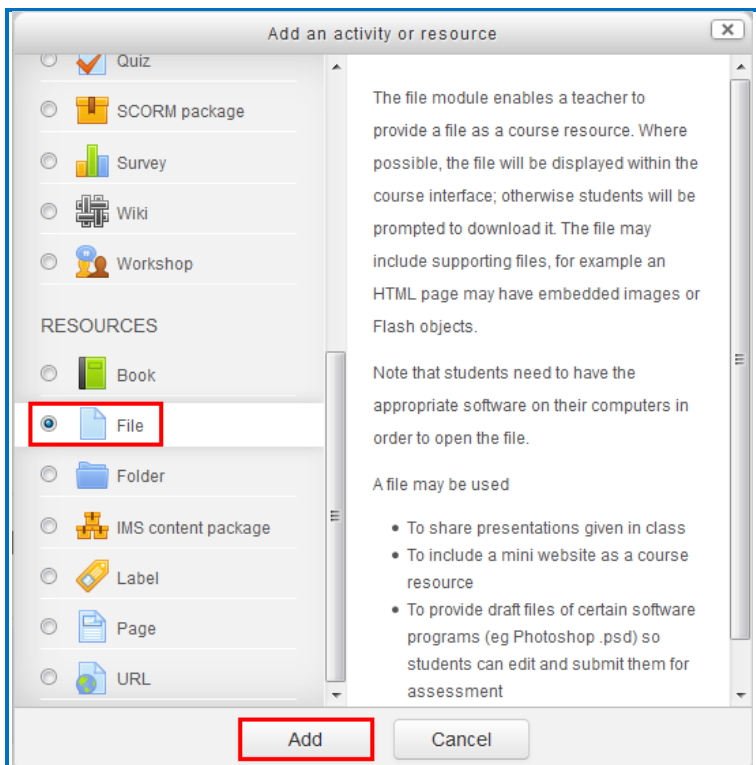 Add an activity or resource
Quiz
SCORM package
Survey
Wiki
Workshop
RESOURCES
Book
File
Folder
IMS content package
Label
Page
URL
The file module enables a teacher to
provide a file as a course resource. Where
possible, the file will be displayed within the
course interface; otherwise students will be
prompted to download it. The file may
include supporting files, for example an
HTML page may have embedded images or
Flash objects.
Note that students need to have the
appropriate software on their computers in
order to open the file.
A file may be used
• To share presentations given in class
• To include a mini website as a course
resource
• To provide draft files of certain software
programs (eg Photoshop .psd) so
students can edit and submit them for
assessment
Add
Cancel